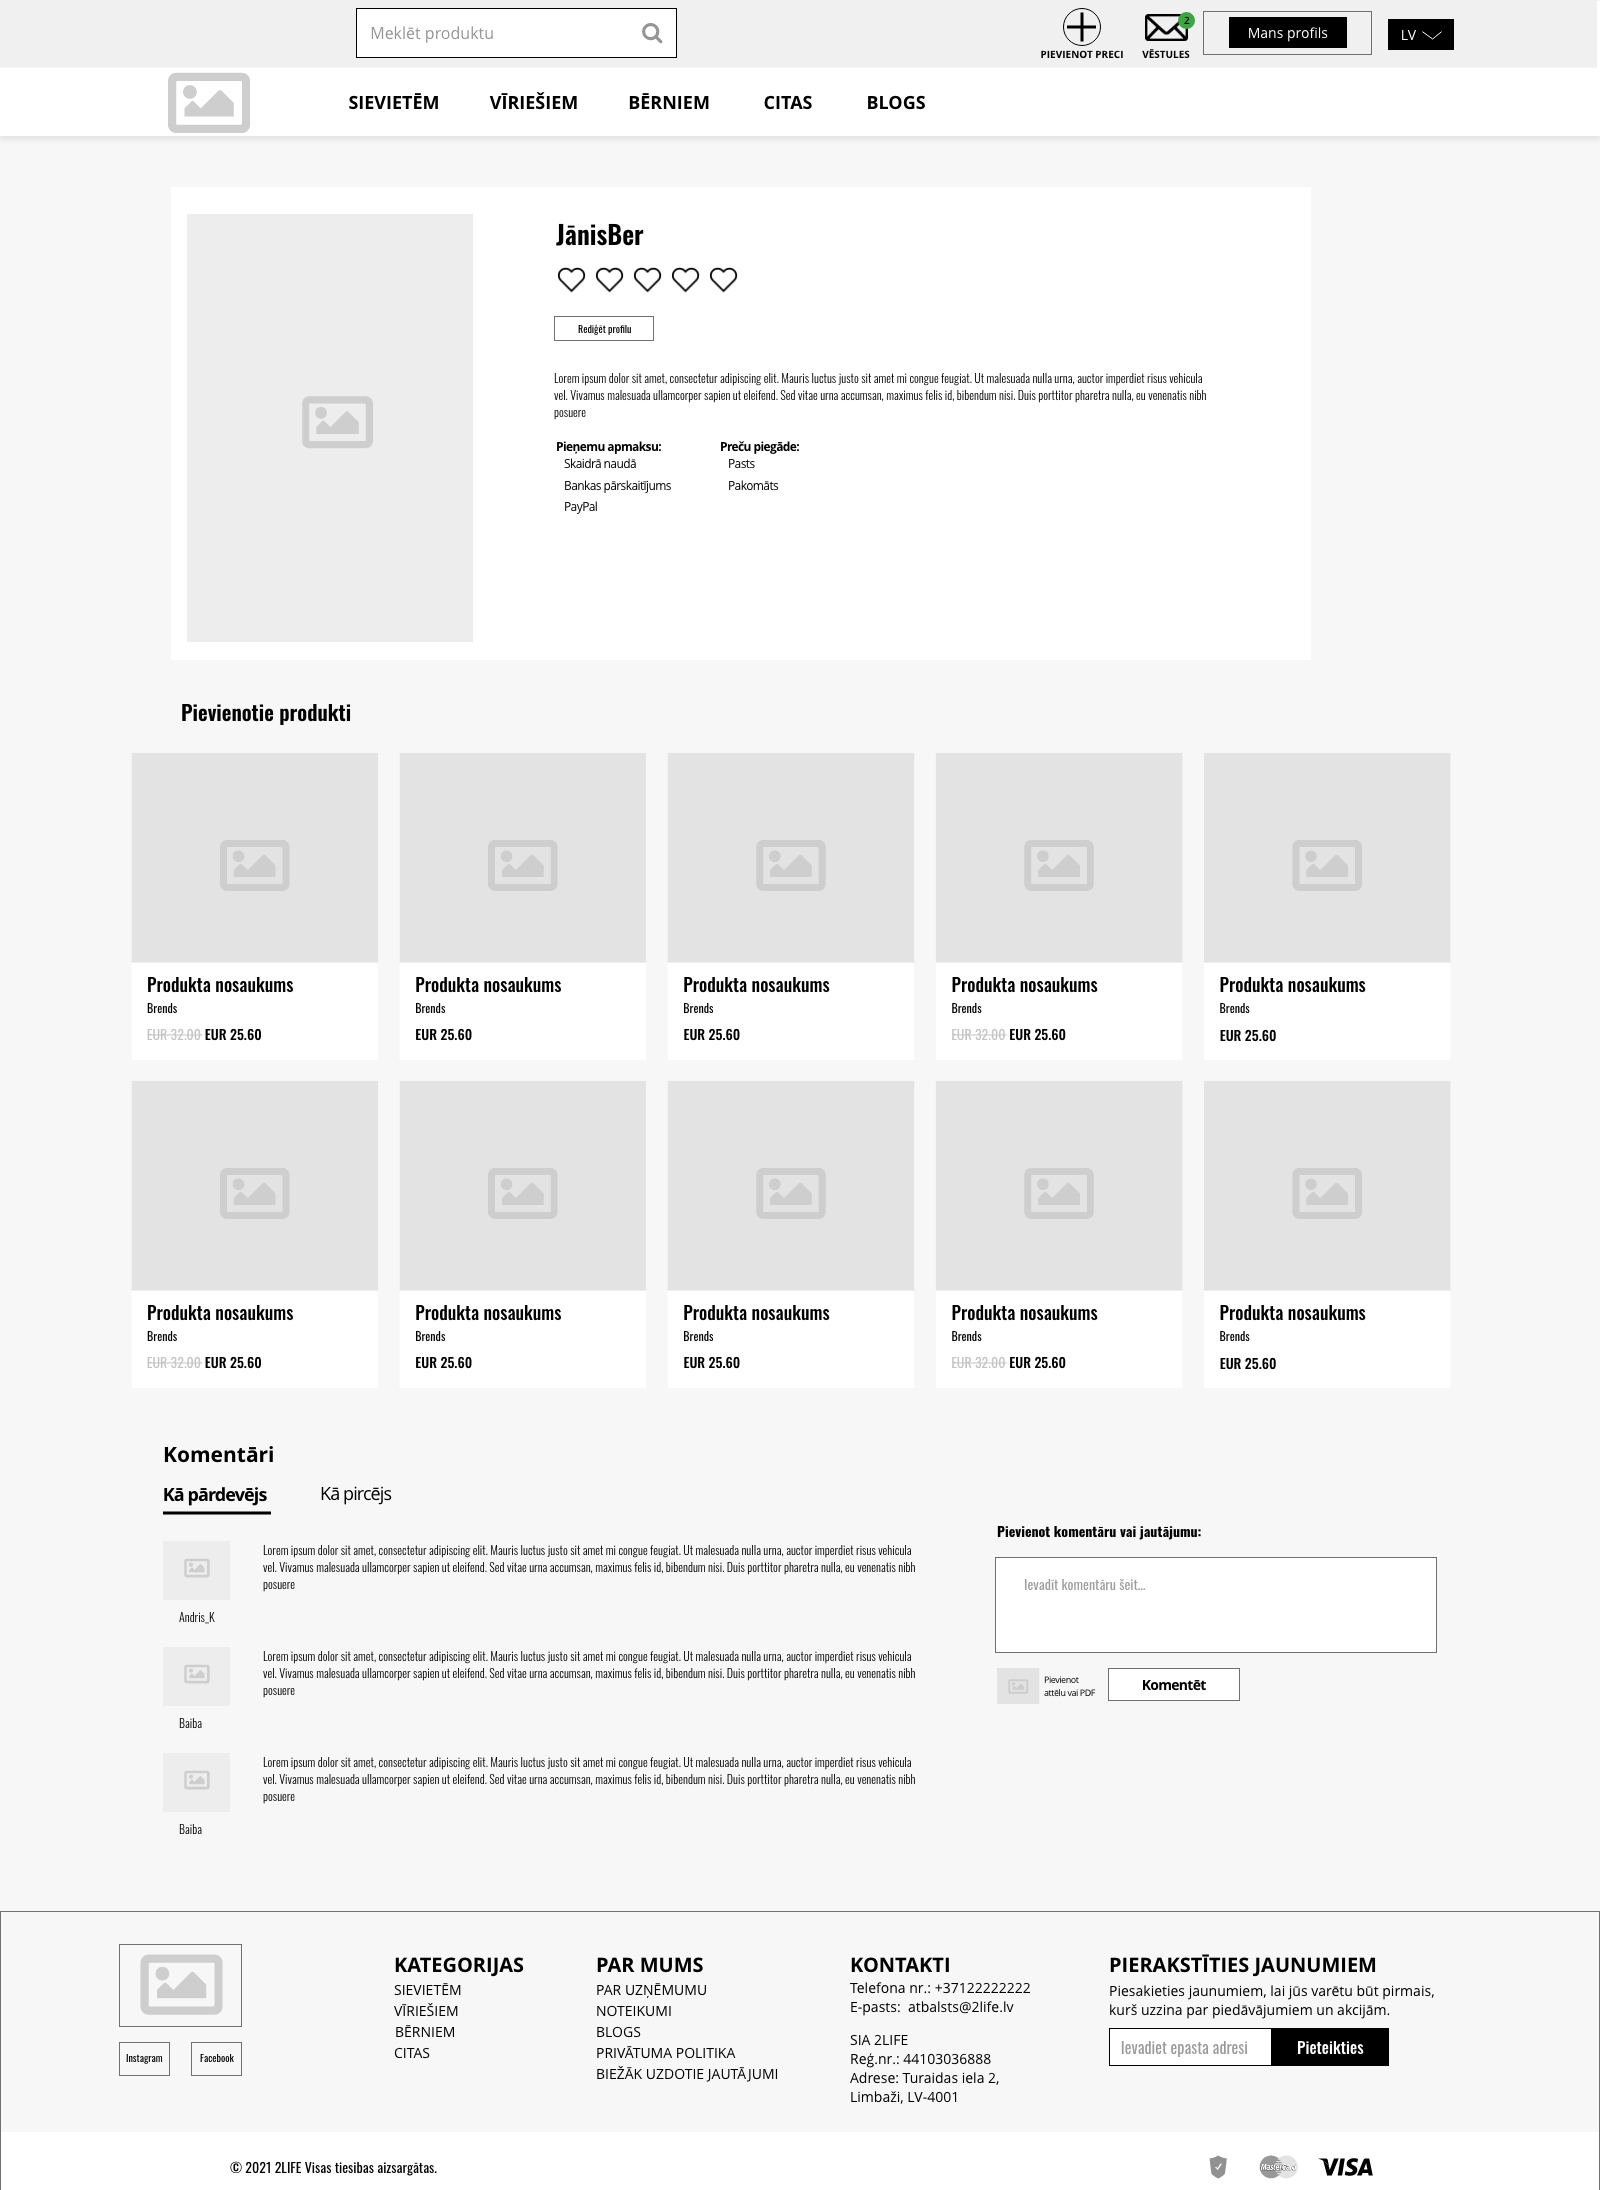 Meklēt produktu
PIEVIENOT PRECI
2
VĒSTULES
Mans profils
LV
SIEVIETĒM
VĪRIEŠIEM
BĒRNIEM
CITAS
BLOGS
JānisBer
Rediģēt profilu
Lorem ipsum dolor sit amet, consectetur adipiscing elit. Mauris luctus justo sit amet mi congue feugiat. Ut malesuada nulla urna, auctor imperdiet risus vehicula
vel. Vivamus malesuada ullamcorper sapien ut eleifend. Sed vitae urna accumsan, maximus felis id, bibendum nisi. Duis porttitor pharetra nulla, eu venenatis nibh
posuere
Pieņemu apmaksu:
Skaidrā naudā
Bankas pārskaitījums
PayPal
Preču piegāde:
Pasts
Pakomāts
Pievienotie produkti
Produkta nosaukums
Brends
EUR 32.00 EUR 25.60
Produkta nosaukums
Brends
EUR 25.60
Produkta nosaukums
Brends
EUR 25.60
Produkta nosaukums
Brends
EUR 32.00 EUR 25.60
Produkta nosaukums
Brends
EUR 25.60
Produkta nosaukums
Brends
EUR 32.00 EUR 25.60
Produkta nosaukums
Brends
EUR 25.60
Produkta nosaukums
Brends
EUR 25.60
Produkta nosaukums
Brends
EUR 32.00 EUR 25.60
Produkta nosaukums
Brends
EUR 25.60
Komentāri
Kā pārdevējs
Kā pircējs
Lorem ipsum dolor sit amet, consectetur adipiscing elit. Mauris luctus justo sit amet mi congue feugiat. Ut malesuada nulla urna, auctor imperdiet risus vehicula
vel. Vivamus malesuada ullamcorper sapien ut eleifend. Sed vitae urna accumsan, maximus felis id, bibendum nisi. Duis porttitor pharetra nulla, eu venenatis nibh
posuere
Andris_K
Lorem ipsum dolor sit amet, consectetur adipiscing elit. Mauris luctus justo sit amet mi congue feugiat. Ut malesuada nulla urna, auctor imperdiet risus vehicula
vel. Vivamus malesuada ullamcorper sapien ut eleifend. Sed vitae urna accumsan, maximus felis id, bibendum nisi. Duis porttitor pharetra nulla, eu venenatis nibh
posuere
Baiba
Lorem ipsum dolor sit amet, consectetur adipiscing elit. Mauris luctus justo sit amet mi congue feugiat. Ut malesuada nulla urna, auctor imperdiet risus vehicula
vel. Vivamus malesuada ullamcorper sapien ut eleifend. Sed vitae urna accumsan, maximus felis id, bibendum nisi. Duis porttitor pharetra nulla, eu venenatis nibh
posuere
Baiba
Pievienot komentāru vai jautājumu:
Ievadīt komentāru šeit...
Pievienot
attēlu vai PDF
Komentēt
Instagram
Facebook
KATEGORIJAS
SIEVIETĒM
VĪRIEŠIEM
BĒRNIEM
CITAS
PAR MUMS
PAR UZŅĒMUMU
NOTEIKUMI
BLOGS
PRIVĀTUMA POLITIKA
BIEŽĀK UZDOTIE JAUTĀJUMI
KONTAKTI
Telefona nr.: +37122222222
E-pasts: atbalsts@2life.lv
SIA 2LIFE
Reģ.nr.: 44103036888
Adrese: Turaidas iela 2,
Limbaži, LV-4001
PIERAKSTĪTIES JAUNUMIEM
Piesakieties jaunumiem, lai jūs varētu būt pirmais,
kurš uzzina par piedāvājumiem un akcijām.
Ievadiet epasta adresi
Pieteikties
© 2021 2LIFE Visas tiesibas aizsargātas.
MasterCard
VISA